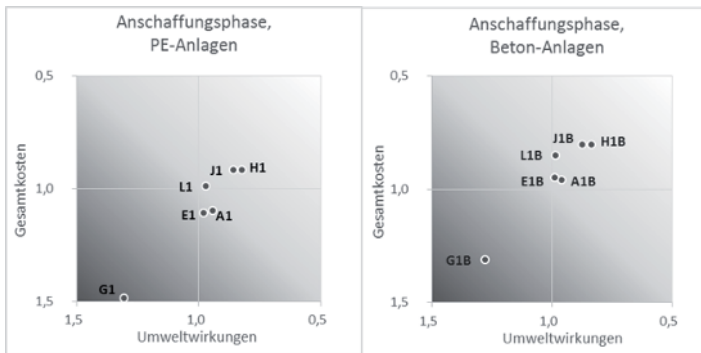 Anschaffungsphase,
PE-Anlagen
0,5
1,0
1,5
Gesamtkosten
J1
H1
L1
E1
A1
G1
1,5
1,0
0,5
Umweltwirkungen
Anschaffungsphase,
Beton-Anlagen
0,5
1,0
1,5
Gesamtkosten
J1B
H1B
L1B
E1B
A1B
G1B
1,5
1,0
0,5
Umweltwirkungen